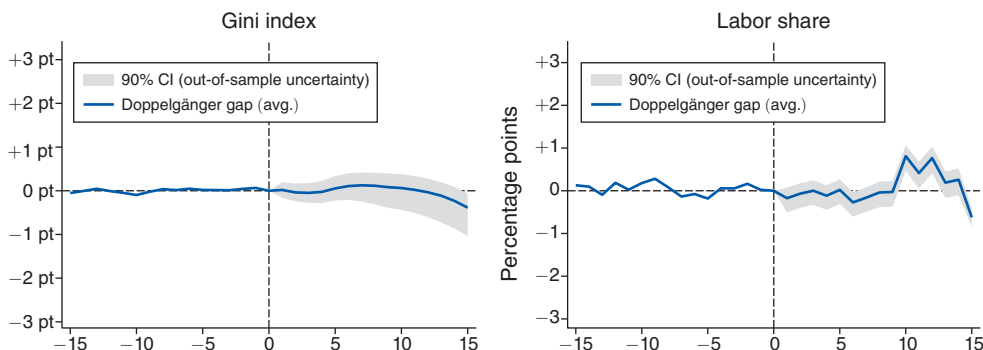 Gini index
+3 pt
+2 pt
+1 pt
0 pt
−1 pt
−2 pt
−3 pt
90% CI (out-of-sample uncertainty)
Doppelgänger gap (avg.)
−15 −10 −5 0 5 10 15
Labor share
Percentage points
+3
+2
+1
0
−1
−2
−3
90% CI (out-of-sample uncertainty)
Doppelgänger gap (avg.)
−15 −10 −5 0 5 10 15